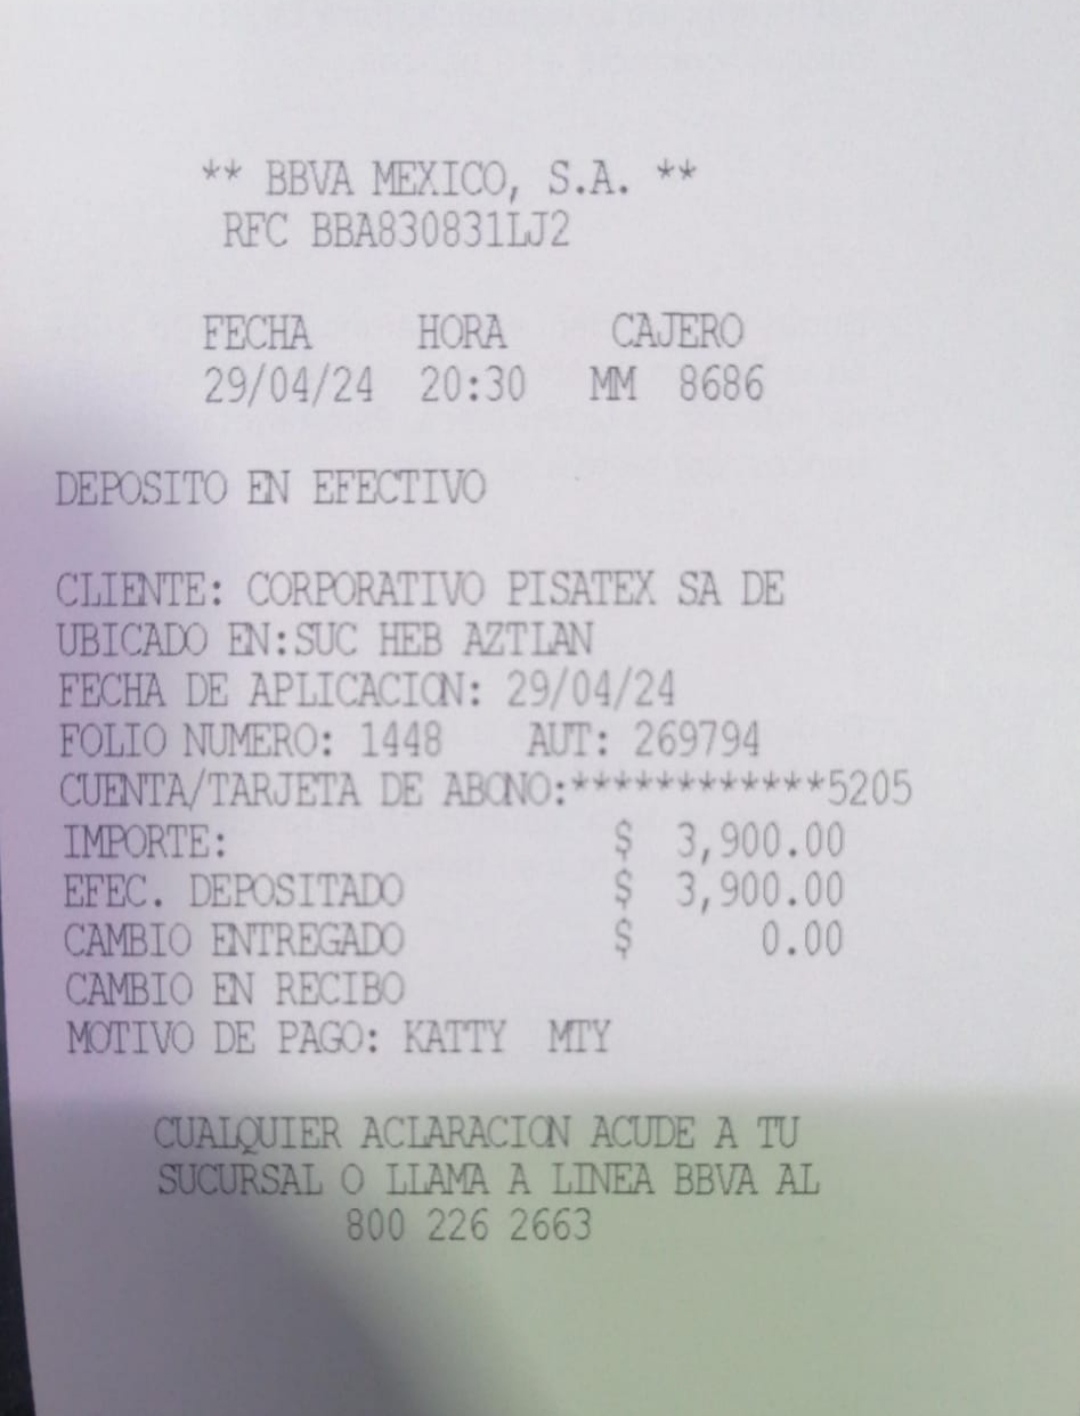 ** BBVA MEXICO, S.A. **
RFC BBA830831LJ2
FECHA HORA CAJERO
29/04/24 20:30 MM 8686
DEPOSITO EN EFECTIVO
CLIENTE: CORPORATIVO PISATEX SA DE
UBICADO EN:SUC HEB AZTLAN
FECHA DE APLICACION: 29/04/24
FOLIO NUMERO: 1448 AUT: 269794
CUENTA/TARJETA DE ABONO:************5205
IMPORTE: $ 3,900.00
EFEC. DEPOSITADO $ 3,900.00
CAMBIO ENTREGADO $ 0.00
CAMBIO EN RECIBO
MOTIVO DE PAGO: KATTY MTY
CUALQUIER ACLARACION ACUDE A TU
SUCURSAL O LLAMA A LINEA BBVA AL
800 226 2663